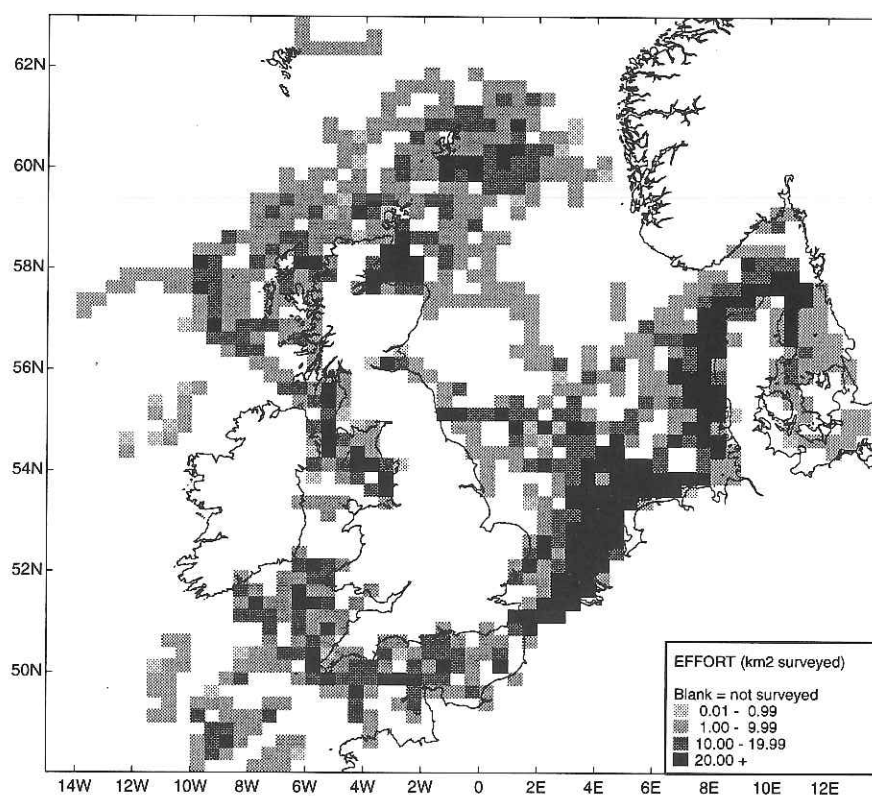 62N
60N
58N
56N
54N
52N
50N
EFFORT (km2 surveyed)
Blank = not surveyed
0.01 - 0.99
1.00 - 9.99
10.00 - 19.99
20.00 +
14W 12W 10W 8W 6W 4W 2W 0 2E 4E 6E 8E 10E 12E